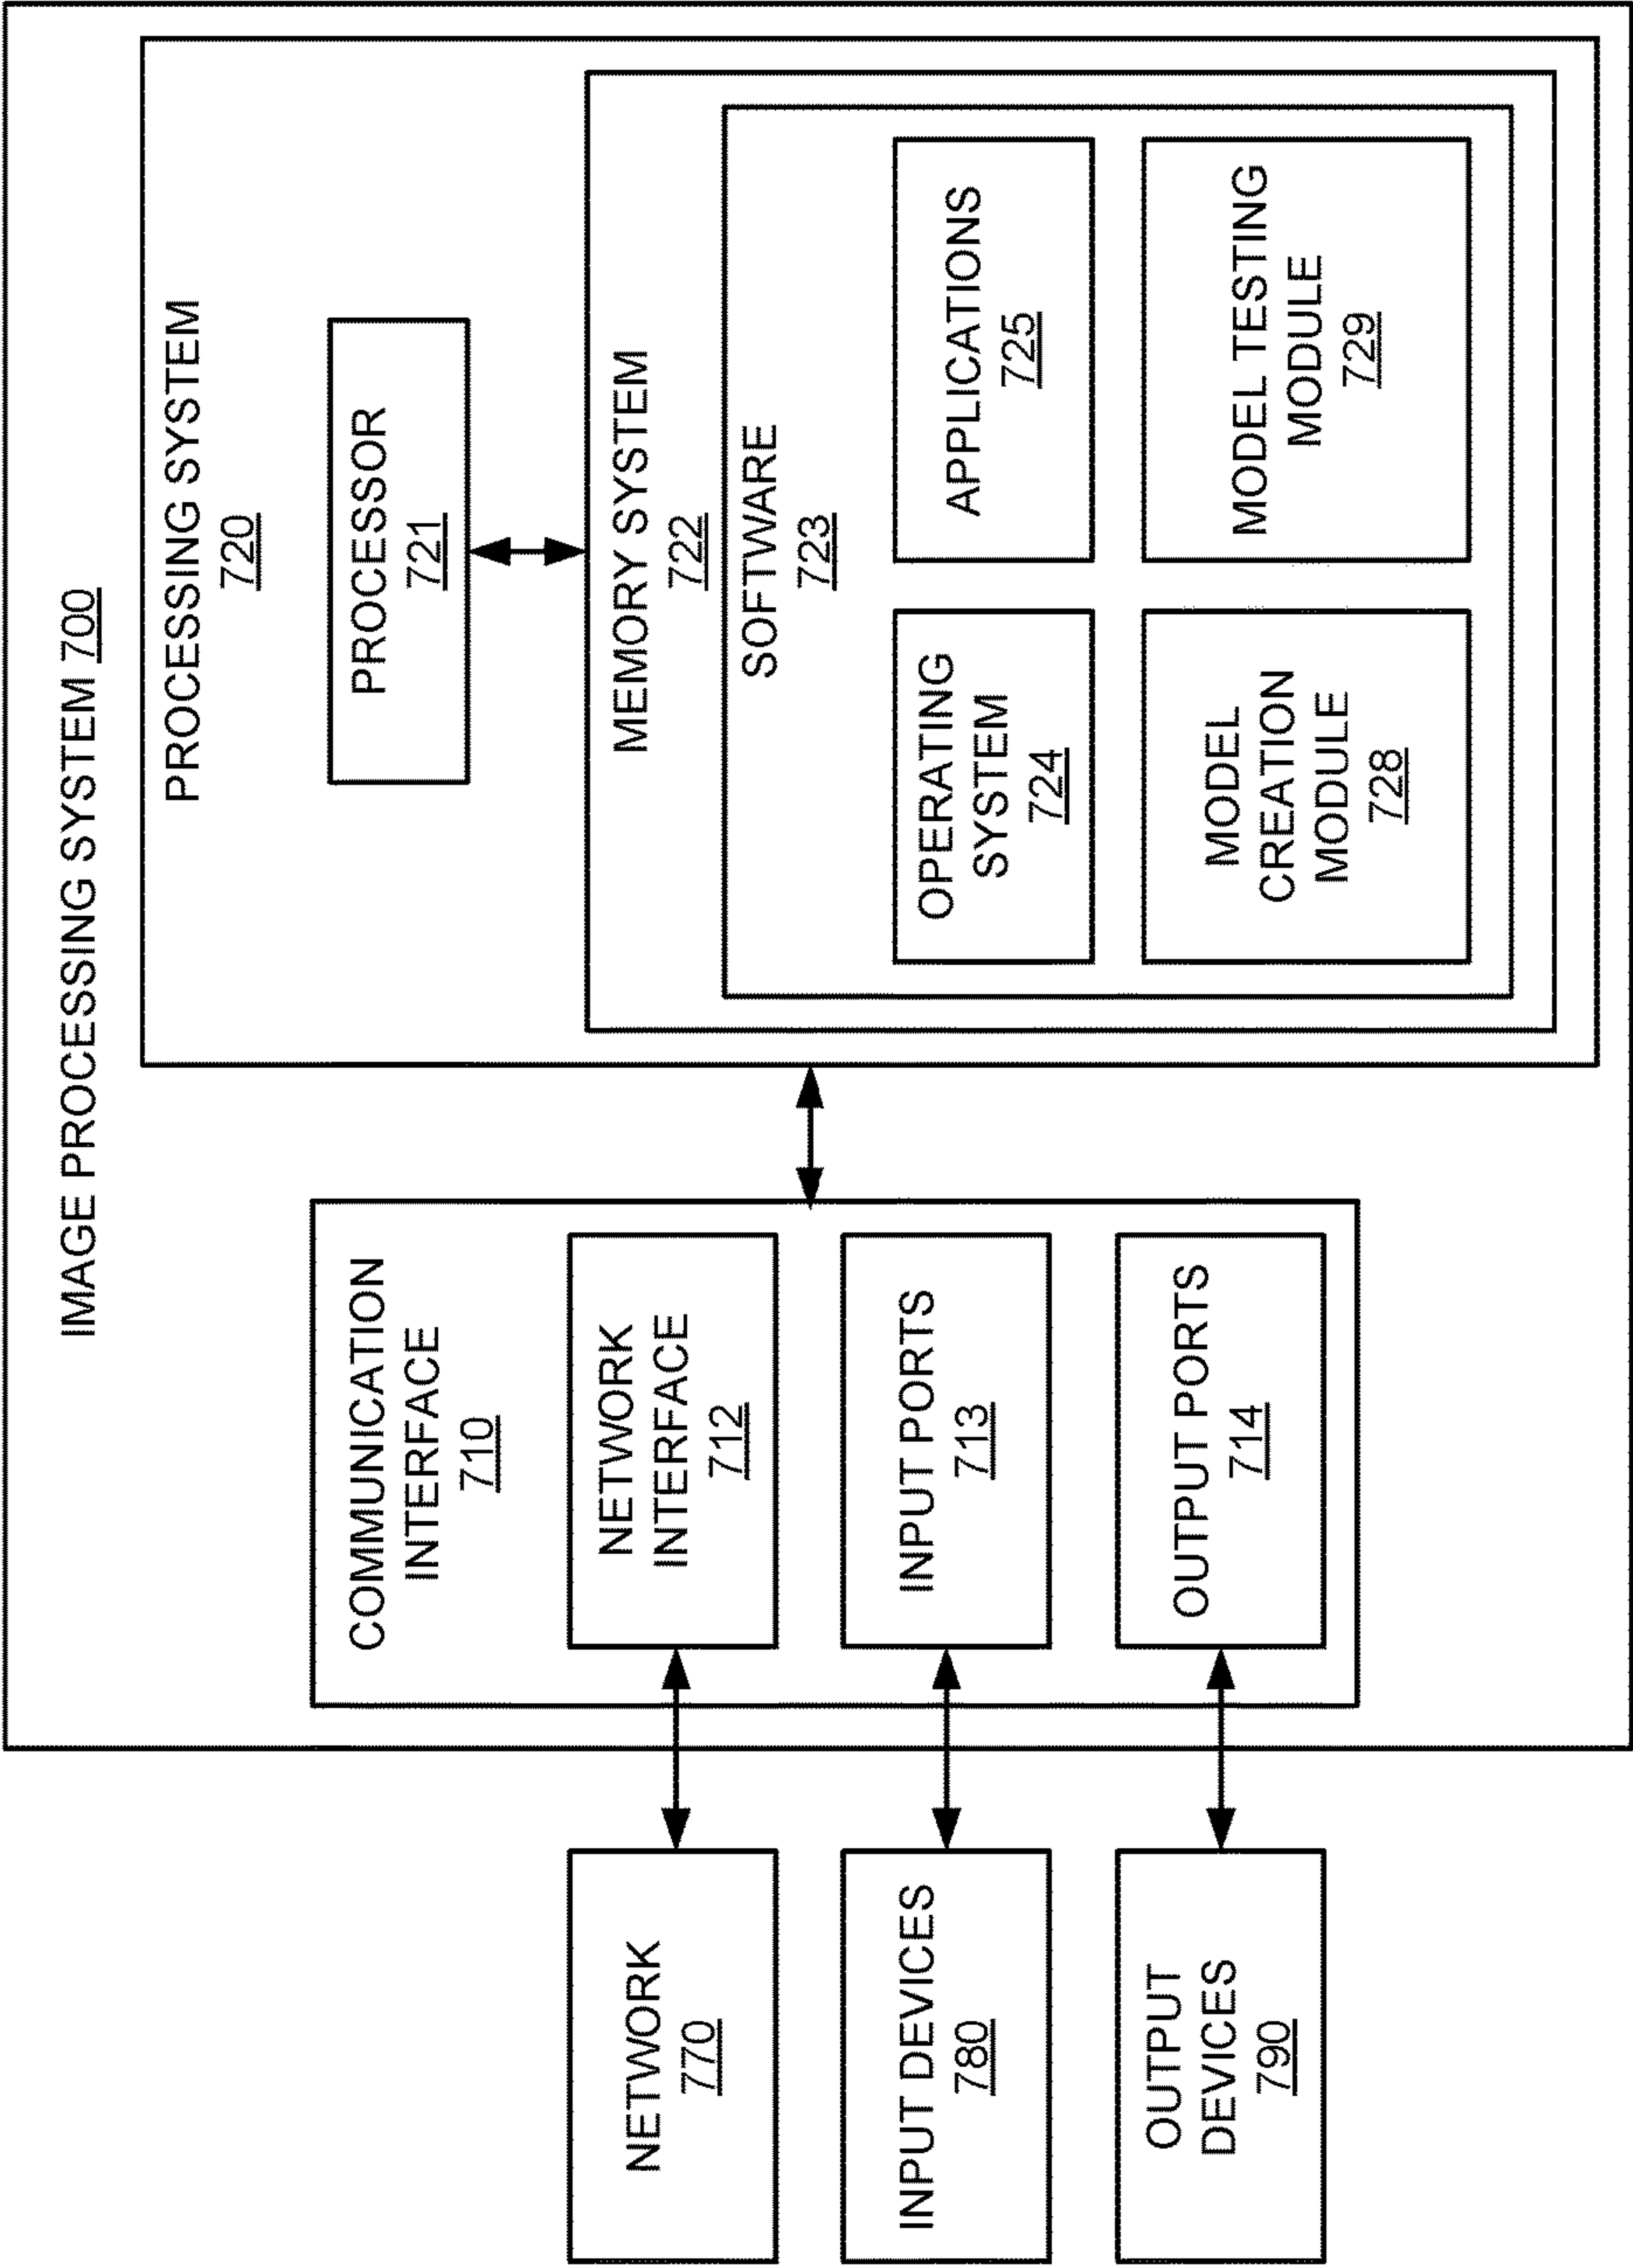 IMAGE PROCESSING SYSTEM 700
COMMUNICATION
INTERFACE
710
NETWORK
INTERFACE
712
INPUT PORTS
713
OUTPUT PORTS
714
NETWORK
770
INPUT DEVICES
780
OUTPUT
DEVICES
790
PROCESSING SYSTEM
720
PROCESSOR
721
MEMORY SYSTEM
722
SOFTWARE
723
OPERATING
SYSTEM
724
APPLICATIONS
725
MODEL
CREATION
MODULE
728
MODEL TESTING
MODULE
729